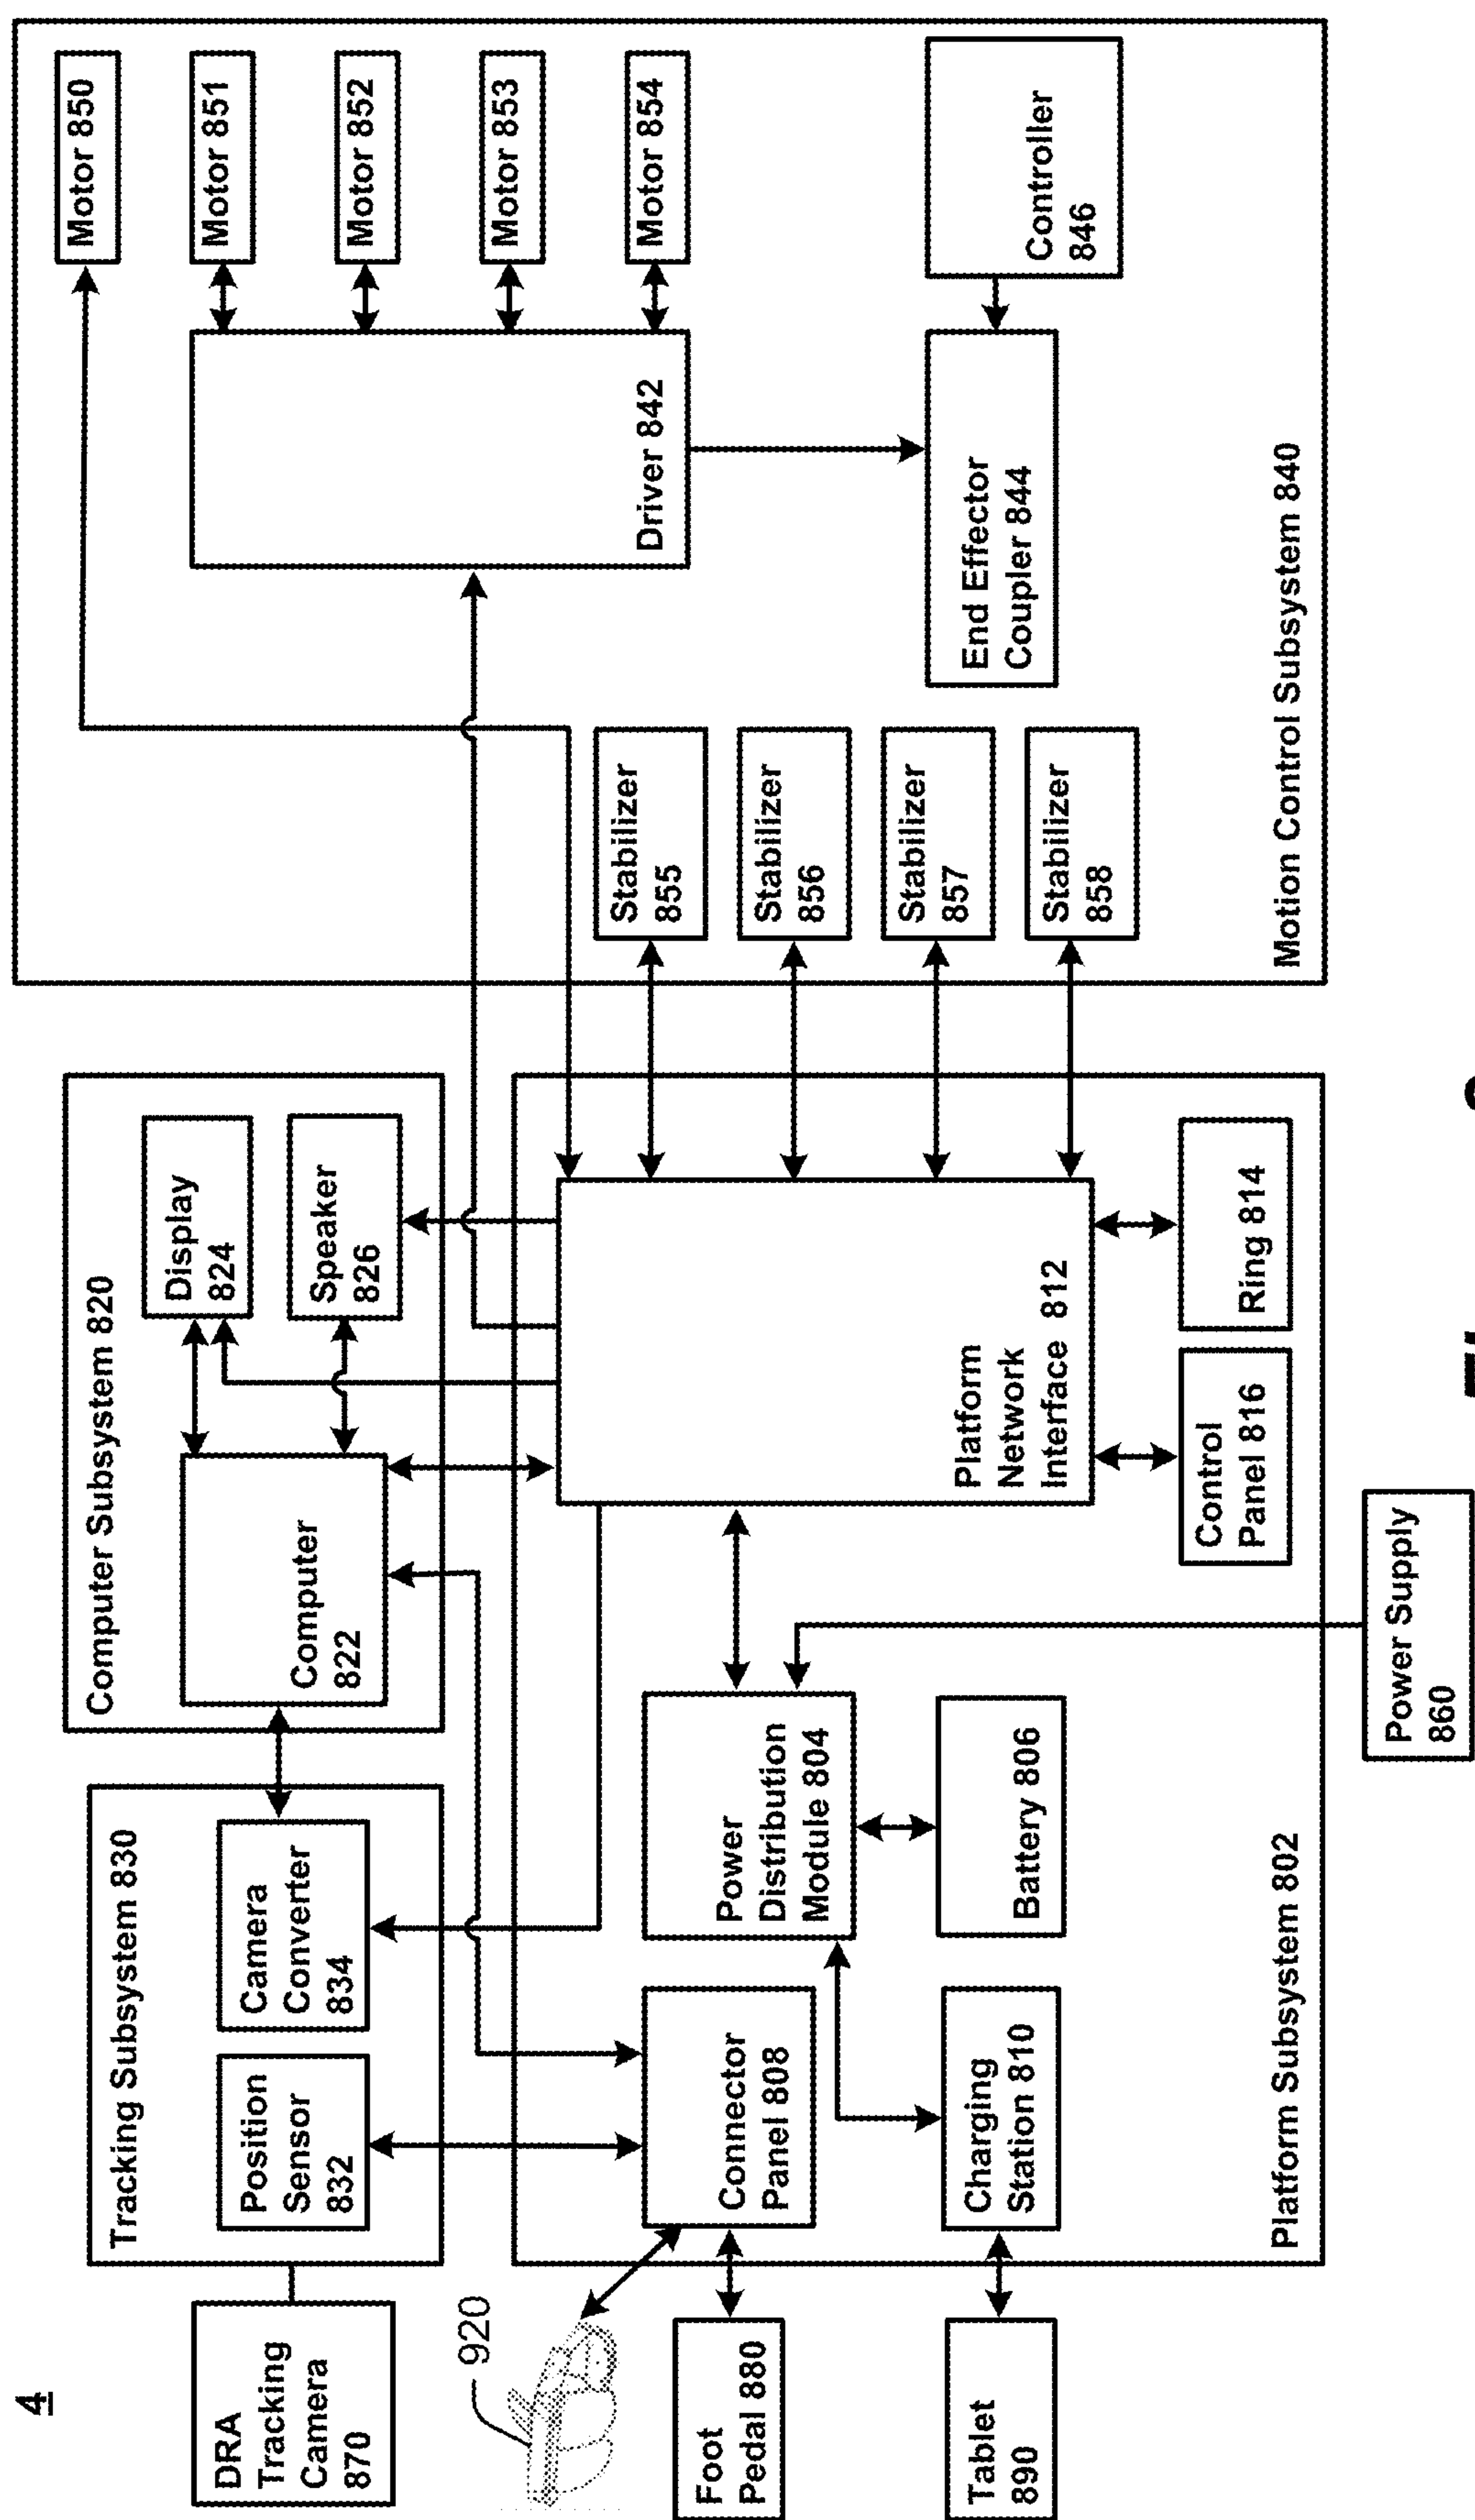 4
DRA
Tracking
Camera
870
920
Foot
Pedal 880
Tablet
890
Tracking Subsystem 830
Position
Sensor
832
Camera
Converter
834
Computer Subsystem 820
Computer
822
Display
824
Speaker
826
Connector
Panel 808
Charging
Station 810
Power
Distribution
Module 804
Battery 806
Platform
Network
Interface 812
Control
Panel 816
Ring 814
Platform Subsystem 802
Power Supply
860
Motor 850
Motor 851
Motor 852
Motor 853
Motor 854
Driver 842
Stabilizer
855
Stabilizer
856
Stabilizer
857
Stabilizer
858
End Effector
Coupler 844
Controller
846
Motion Control Subsystem 840